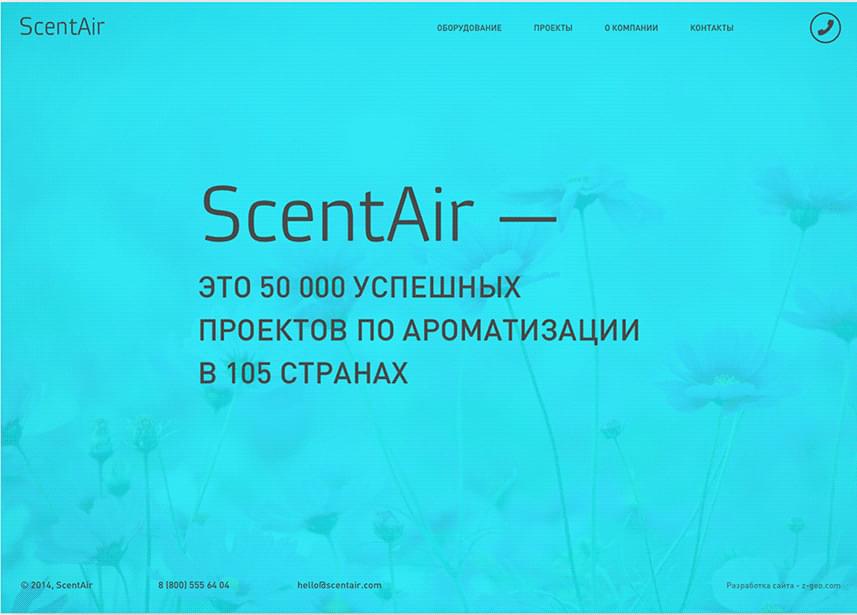 ScentAir
ОБОРУДОВАНИЕ ПРОЕКТЫ О КОМПАНИИ КОНТАКТЫ
ScentAir —
ЭТО 50 000 УСПЕШНЫХ
ПРОЕКТОВ ПО АРОМАТИЗАЦИИ
В 105 СТРАНАХ
© 2014, ScentAir 8 (800) 555 64 04 hello@scentair.com Разработка сайта - z-geo.com